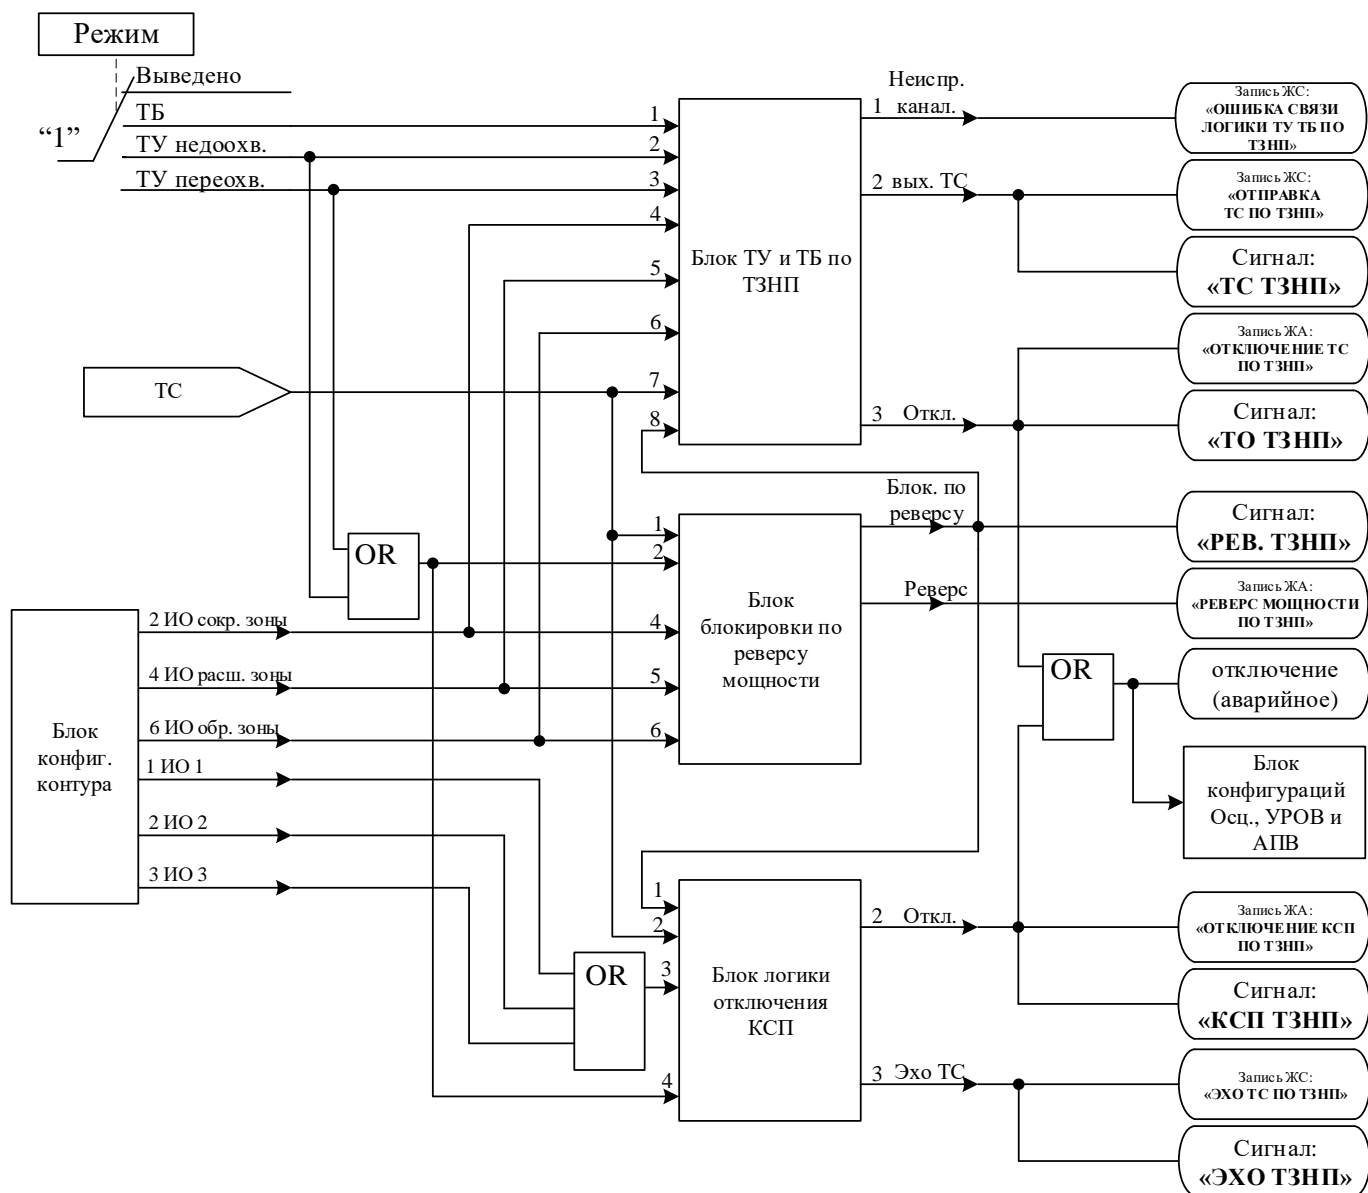 Режим
Выведено
"1"
ТБ
ТУ недоохв.
ТУ переохв.
ТС
1
2
3
4
5
6
7
8
Блок ТУ и ТБ по
ТЗНП
Неиспр.
1 канал.
2 вых. ТС
3 Откл.
Запись ЖС:
«ОШИБКА СВЯЗИ
ЛОГИКИ ТУ ТБ ПО
ТЗНП»
Запись ЖС:
«ОТПРАВКА
ТС ПО ТЗНП»
Сигнал:
«ТС ТЗНП»
Запись ЖА:
«ОТКЛЮЧЕНИЕ ТС
ПО ТЗНП»
Сигнал:
«ТО ТЗНП»
OR
1
2
4
5
6
Блок
блокировки по
реверсу
мощности
Блок. по
реверсу
Реверс
Сигнал:
«РЕВ. ТЗНП»
Запись ЖА:
«РЕВЕРС МОЩНОСТИ
ПО ТЗНП»
OR
отключение
(аварийное)
Блок
конфигураций
Осц., УРОВ и
АПВ
Блок
конфиг.
контура
2 ИО сокр. зоны
4 ИО расш. зоны
6 ИО обр. зоны
1 ИО 1
2 ИО 2
3 ИО 3
OR
1
2
3
4
Блок логики
отключения
КСП
2 Откл.
3 Эхо ТС
Запись ЖА:
«ОТКЛЮЧЕНИЕ КСП
ПО ТЗНП»
Сигнал:
«КСП ТЗНП»
Запись ЖС:
«ЭХО ТС ПО ТЗНП»
Сигнал:
«ЭХО ТЗНП»